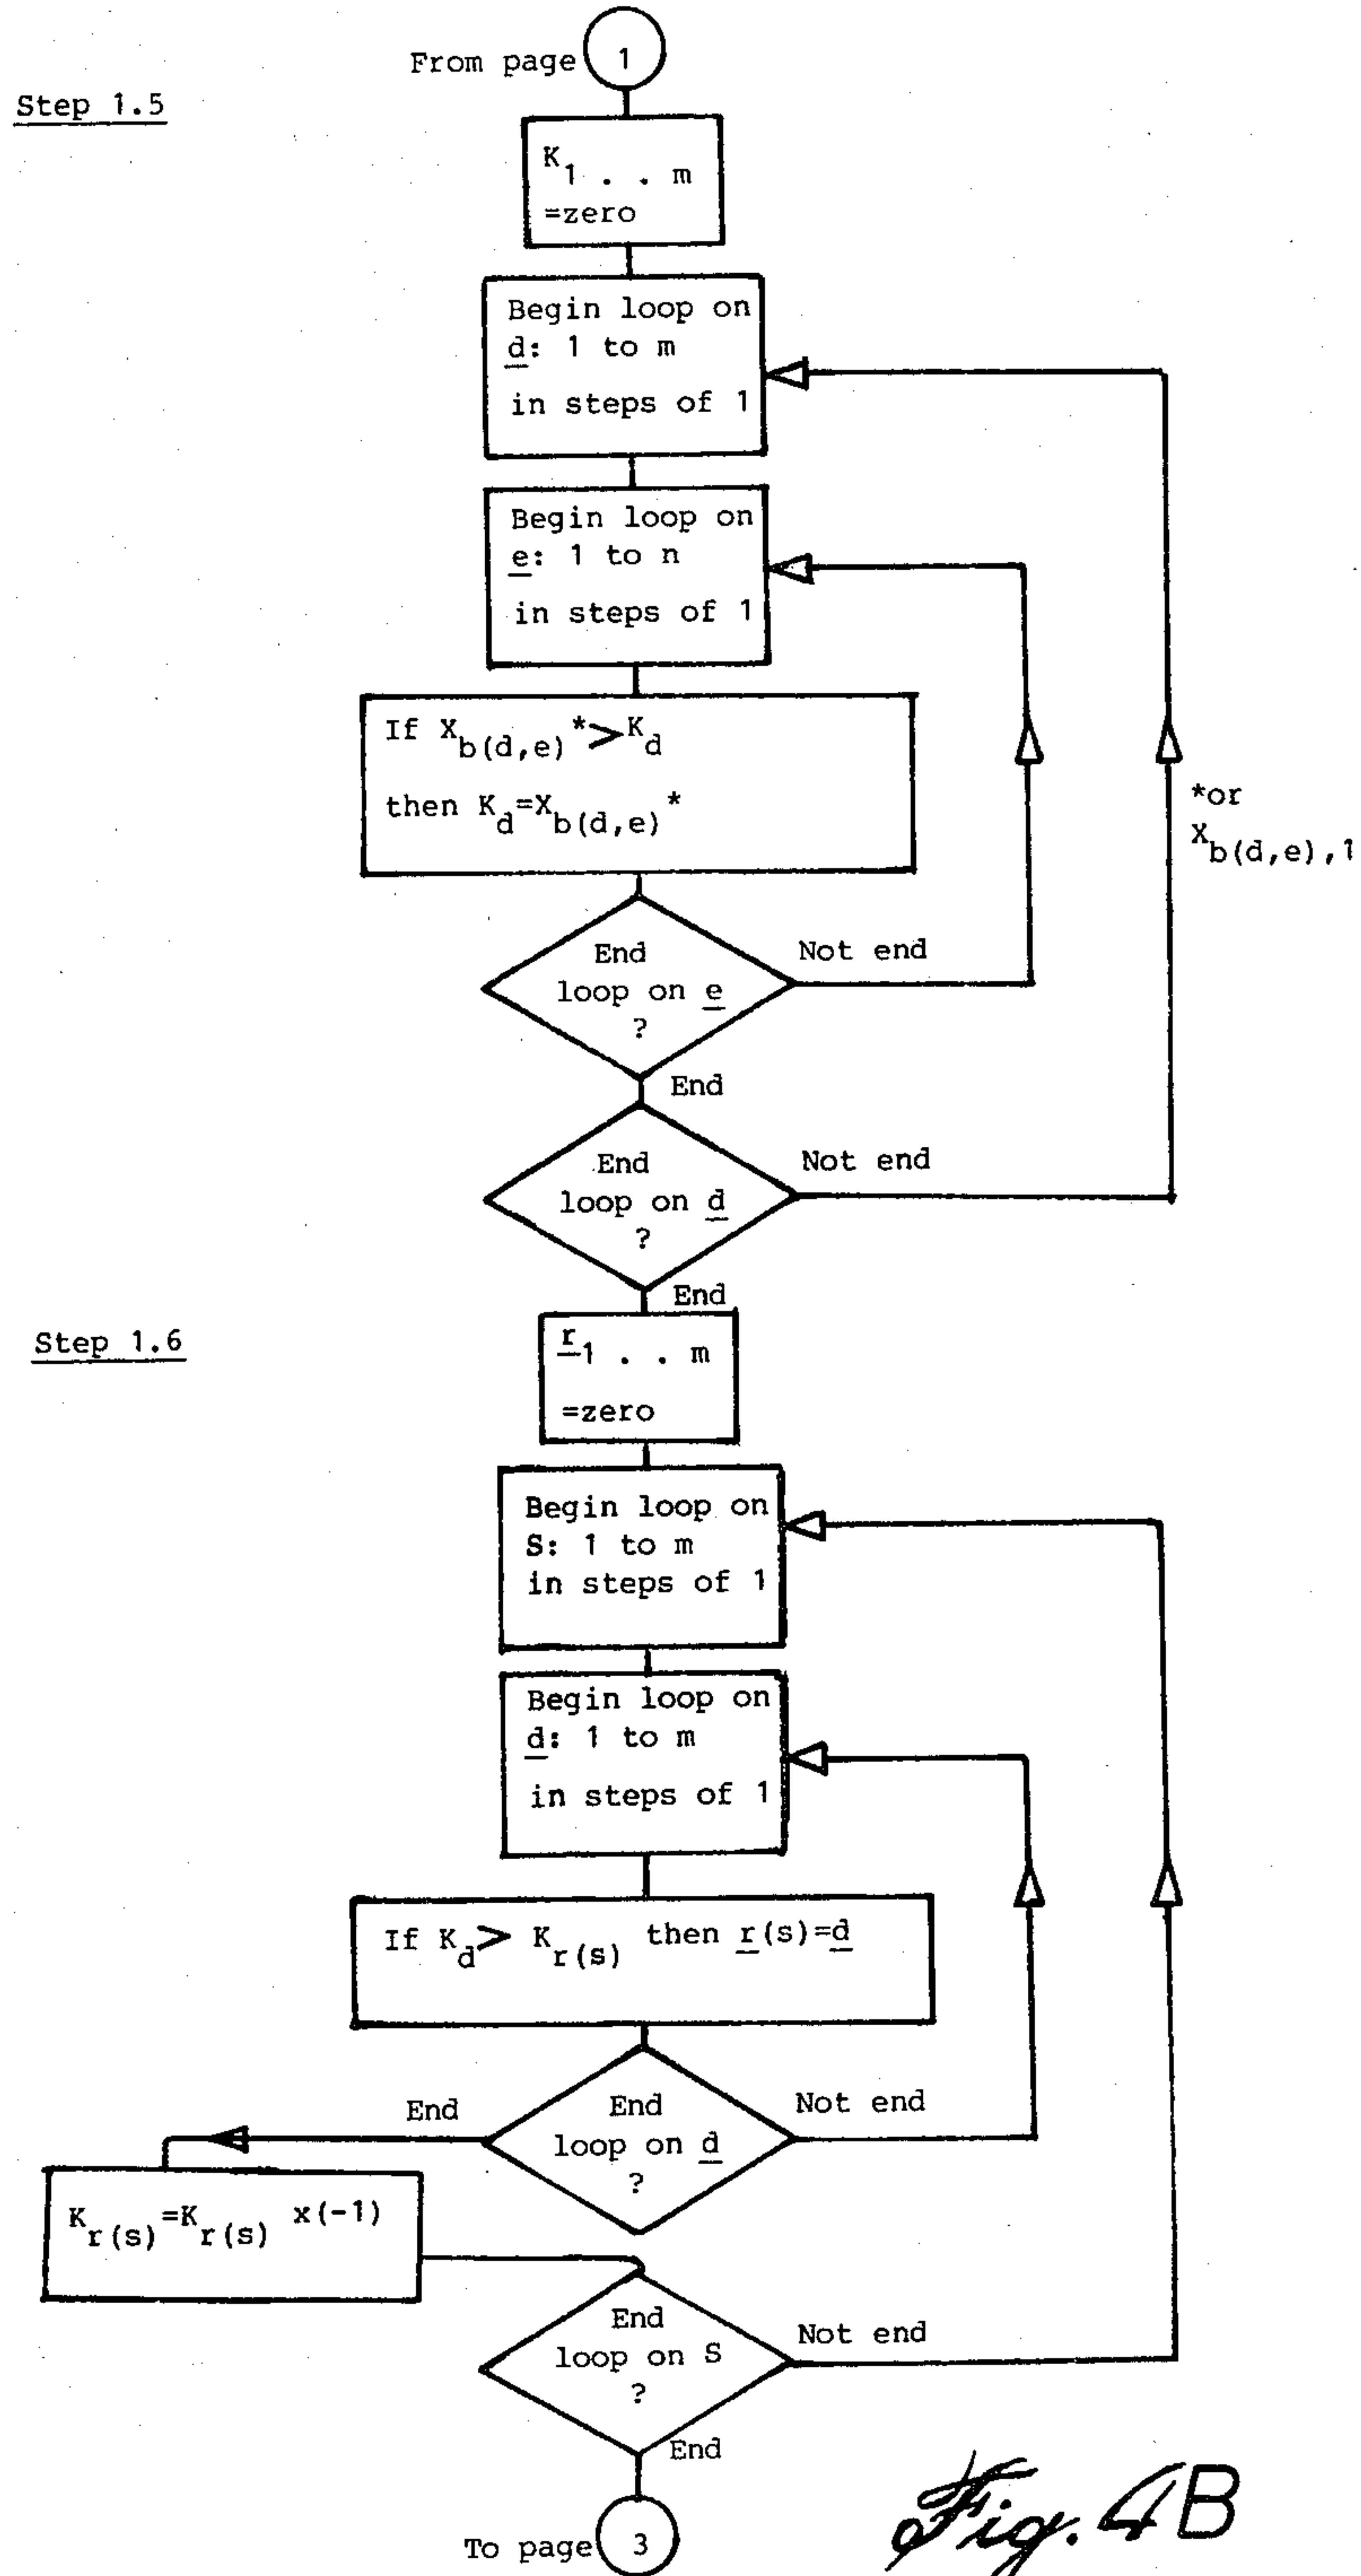 From page 1
Step 1.5
K1 . . m
=zero
Begin loop on
d: 1 to m
in steps of 1
Begin loop on
e: 1 to n
in steps of 1
If Xb(d,e)*>Kd
then Kd=Xb(d,e)*
*or
Xb(d,e),1
End
loop on e
?
Not end
End
End
loop on d
?
Not end
End
Step 1.6
r1 . . m
=zero
Begin loop on
S: 1 to m
in steps of 1
Begin loop on
d: 1 to m
in steps of 1
If Kd> Kr(s) then r(s)=d
End
End
loop on d
?
Not end
Kr(s)=Kr(s) x(-1)
End
loop on S
?
Not end
End
To page 3
Fig. 4B